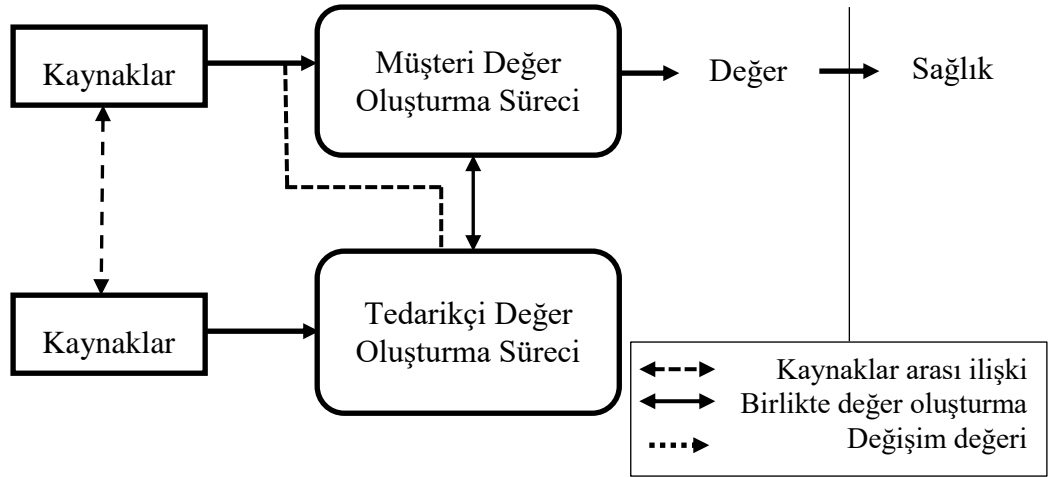 Kaynaklar
Müşteri Değer
Oluşturma Süreci
Değer
Sağlık
Kaynaklar
Tedarikçi Değer
Oluşturma Süreci
Kaynaklar arası ilişki
Birlikte değer oluşturma
Değişim değeri